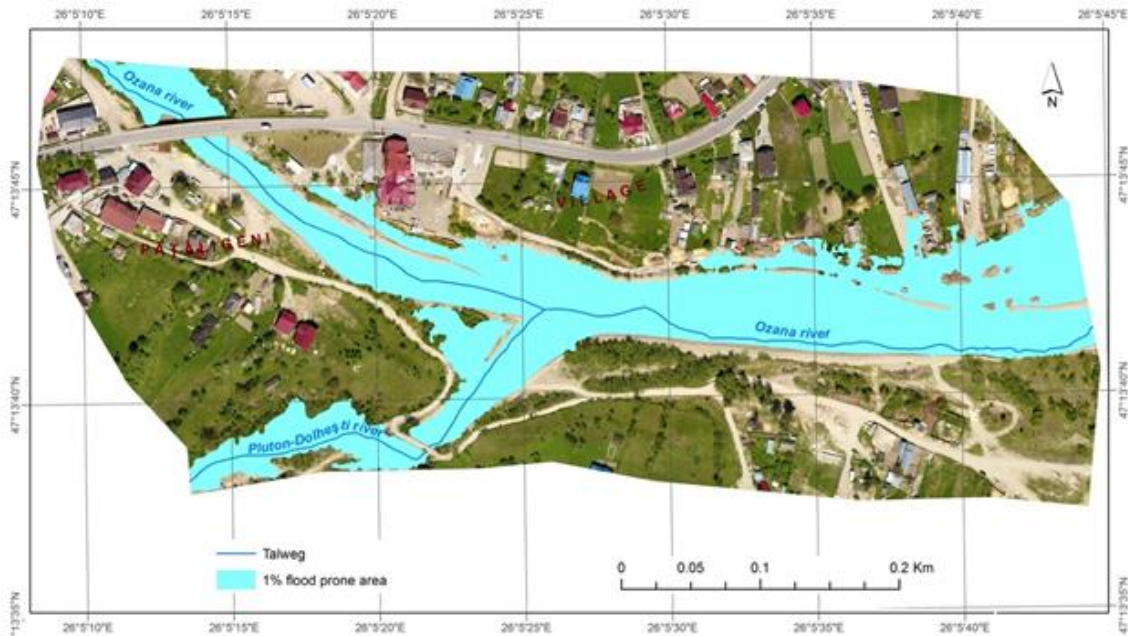 26°5'10"E 26°5'15"E 26°5'20"E 26°5'25"E 26°5'30"E 26°5'35"E 26°5'40"E 26°5'45"E
Ozana river
N
47°13'45"N 47°13'45"N
VILLAGE
PĂTĂLIGENI
Ozana river
47°13'40"N 47°13'40"N
Pluton-Dolhești river
Talweg
1% flood prone area
0 0.05 0.1 0.2 Km
47°13'35"N 47°13'35"N
26°5'10"E 26°5'15"E 26°5'20"E 26°5'25"E 26°5'30"E 26°5'35"E 26°5'40"E